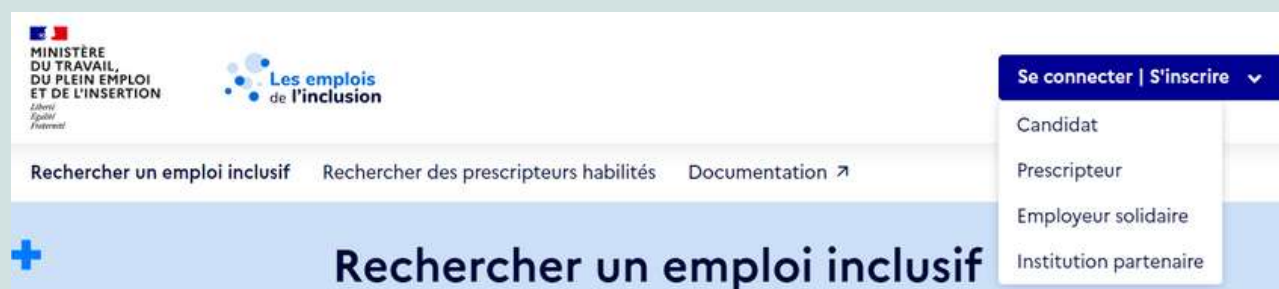 MINISTÈRE
DU TRAVAIL,
DU PLEIN EMPLOI
ET DE L'INSERTION
Liberté
Égalité
Fraternité
Les emplois
de l'inclusion
Se connecter | S'inscrire
Candidat
Prescripteur
Employeur solidaire
Institution partenaire
Rechercher un emploi inclusif Rechercher des prescripteurs habilités Documentation ↗
Rechercher un emploi inclusif